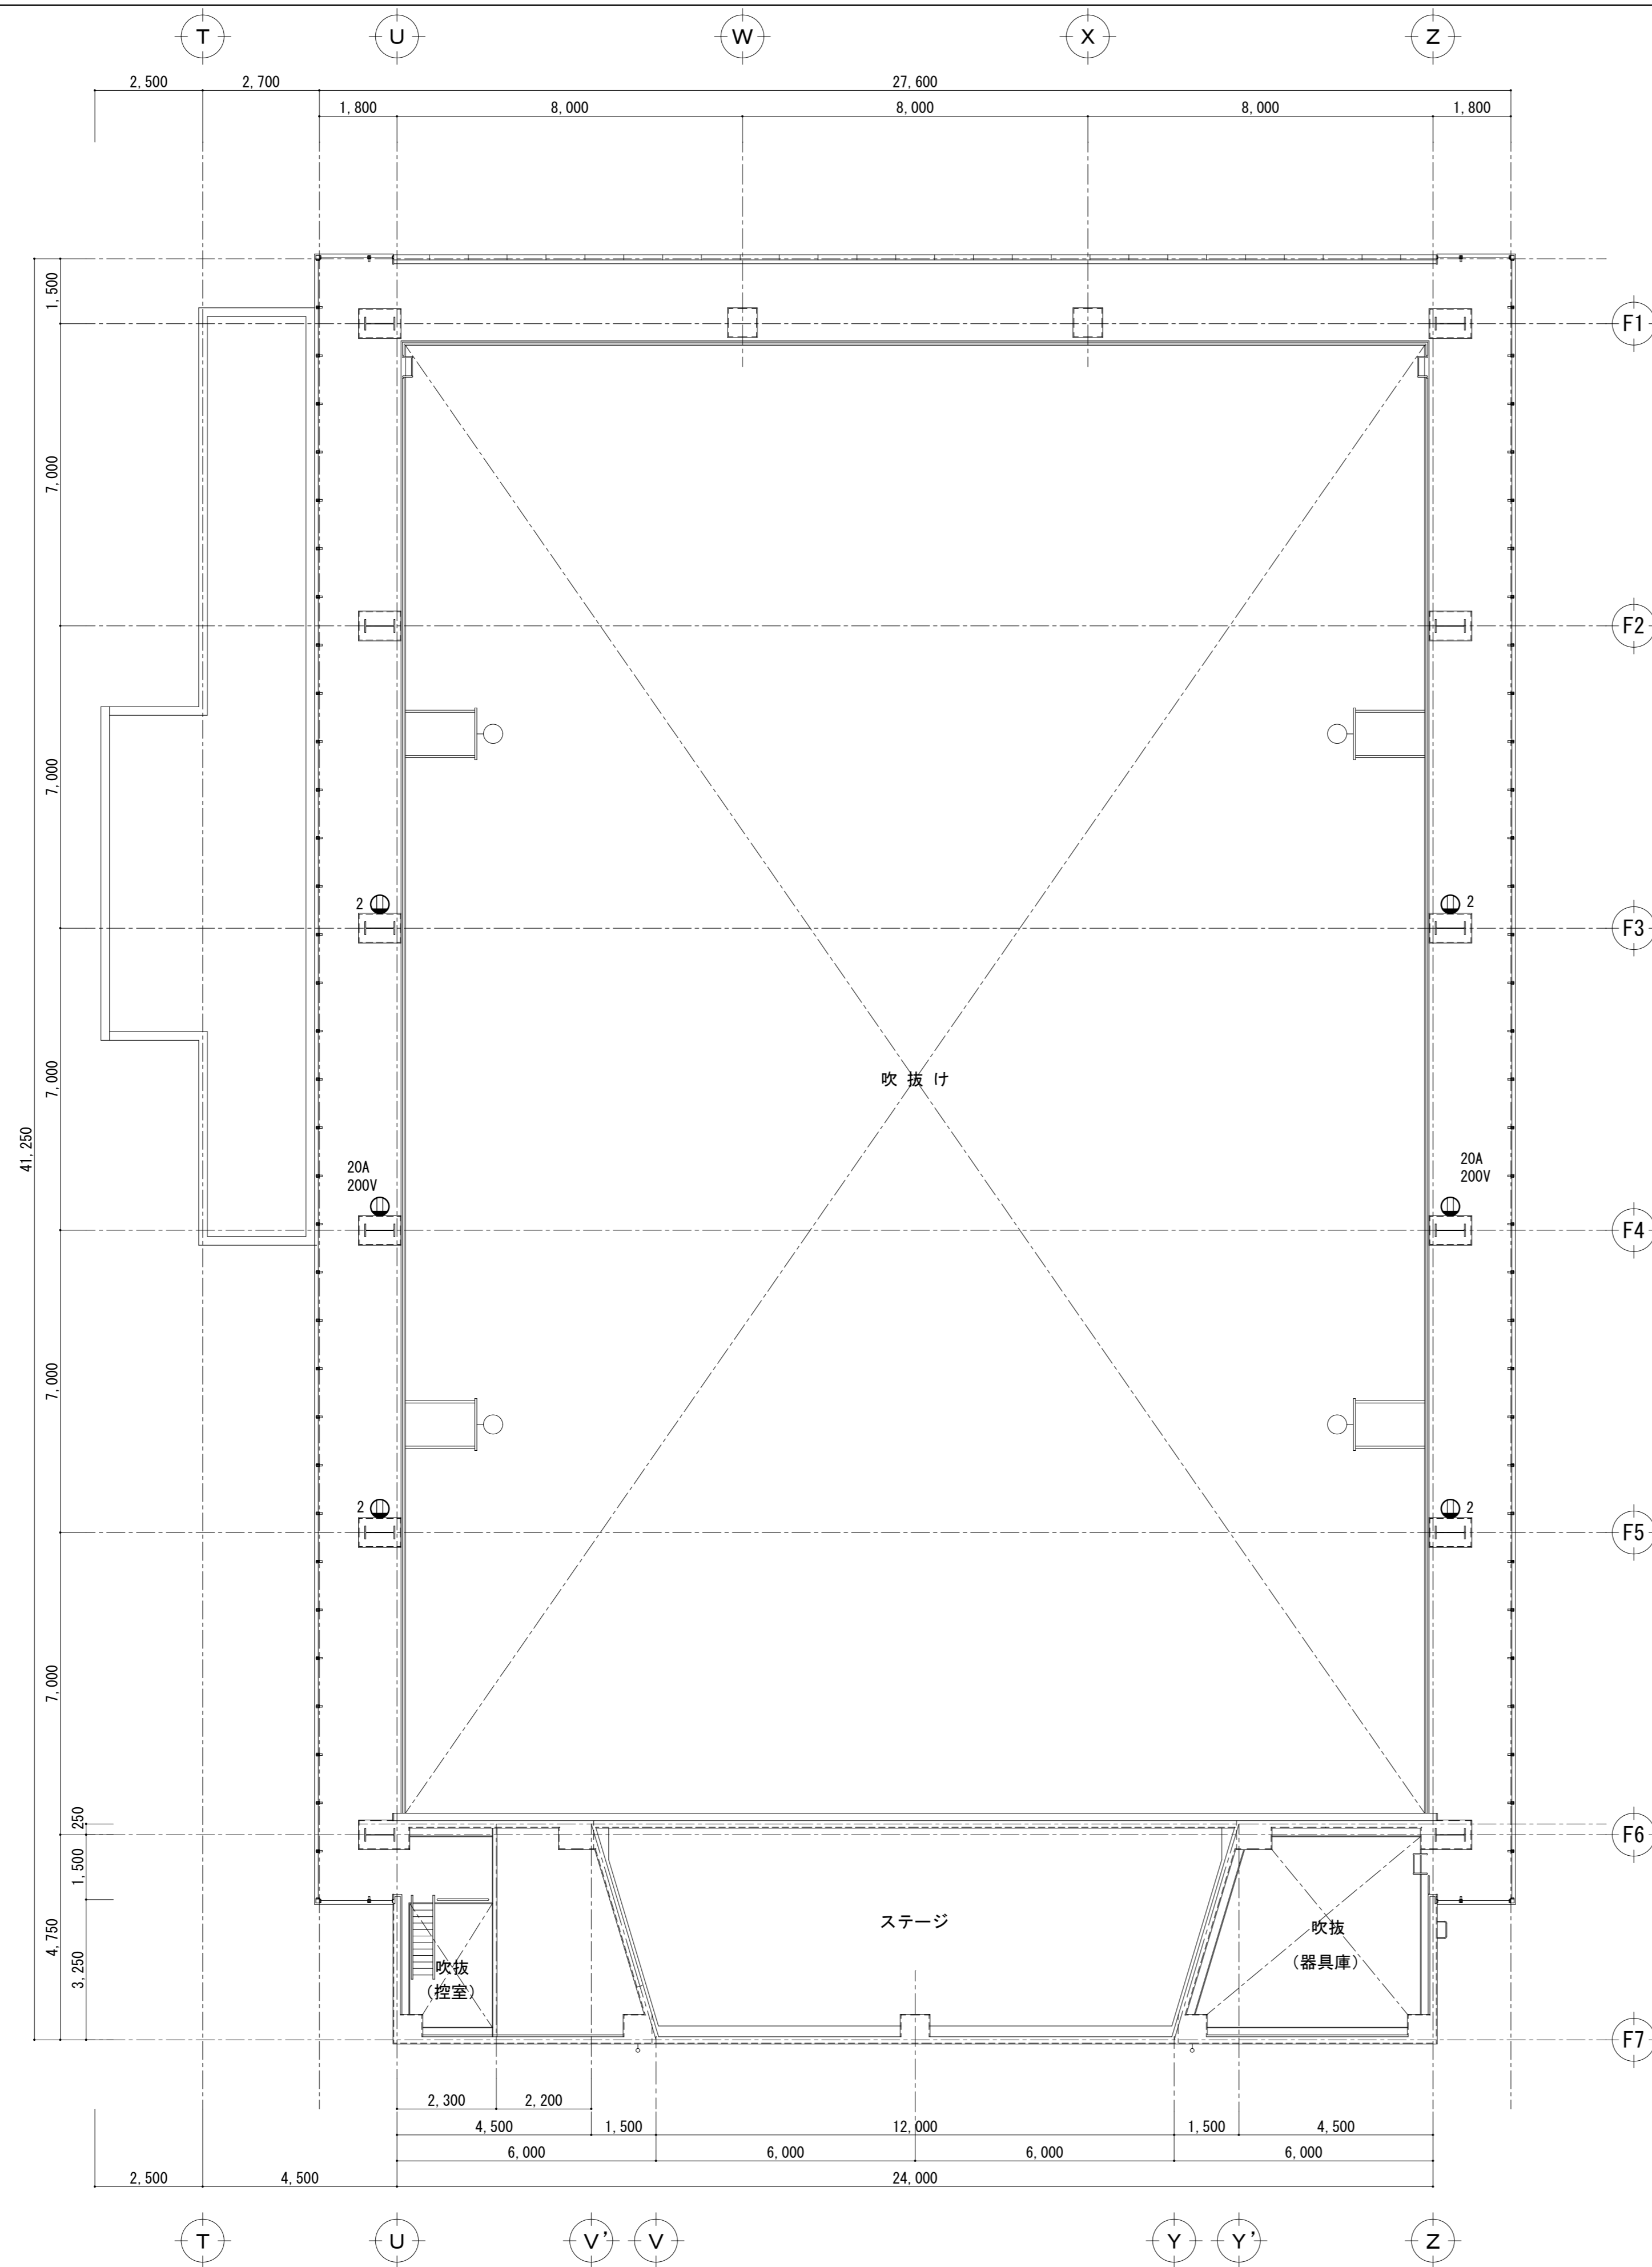 T U W X Z
2,500 2,700 27,600
1,800 8,000 8,000 8,000 1,800
1,500
F1
7,000
F2
7,000
2 2
F3
7,000
吹 抜 け
41,250
20A 20A
200V 200V
F4
7,000
2 2
F5
7,000
250
F6
1,500
ステージ
吹抜
4,750
(器具庫)
吹抜
3,250
(控室)
F7
2,300 2,200
4,500 1,500 12,000 1,500 4,500
6,000 6,000 6,000 6,000
2,500 4,500 24,000
T U V' V Y Y' Z